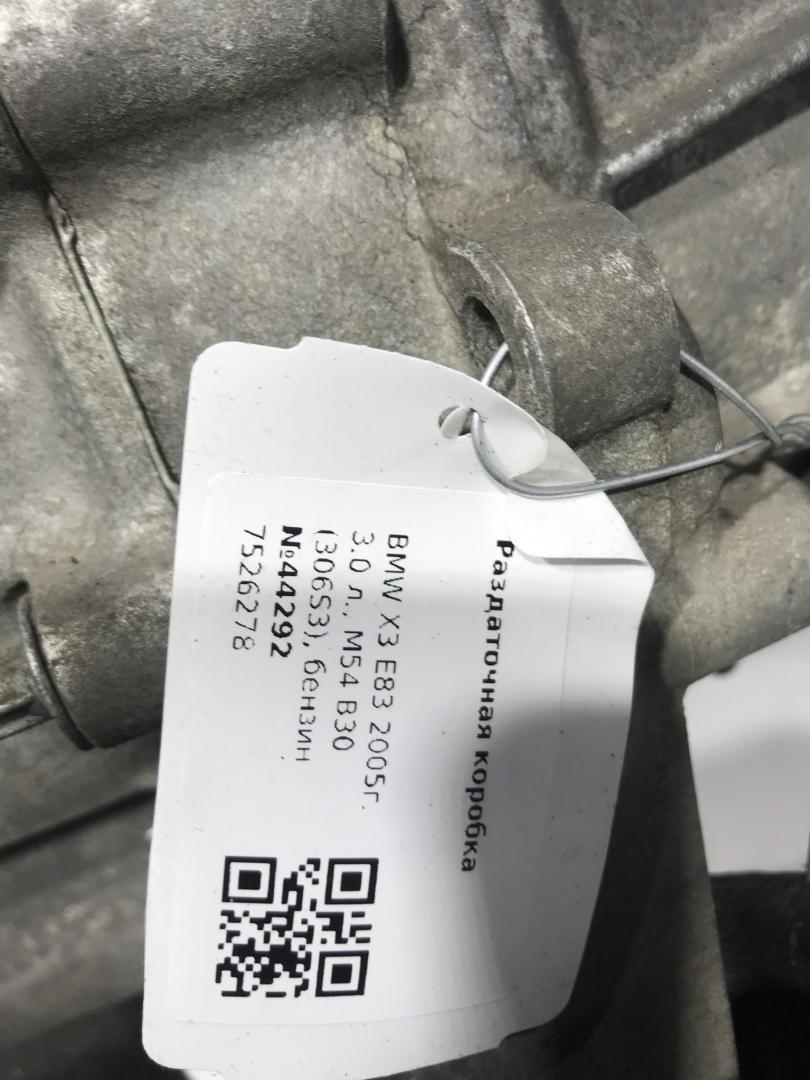 Раздаточная коробка
BMW X3 E83 2005г.
3.0 л., M54 B30
(306S3), бензин
№44292
7526278